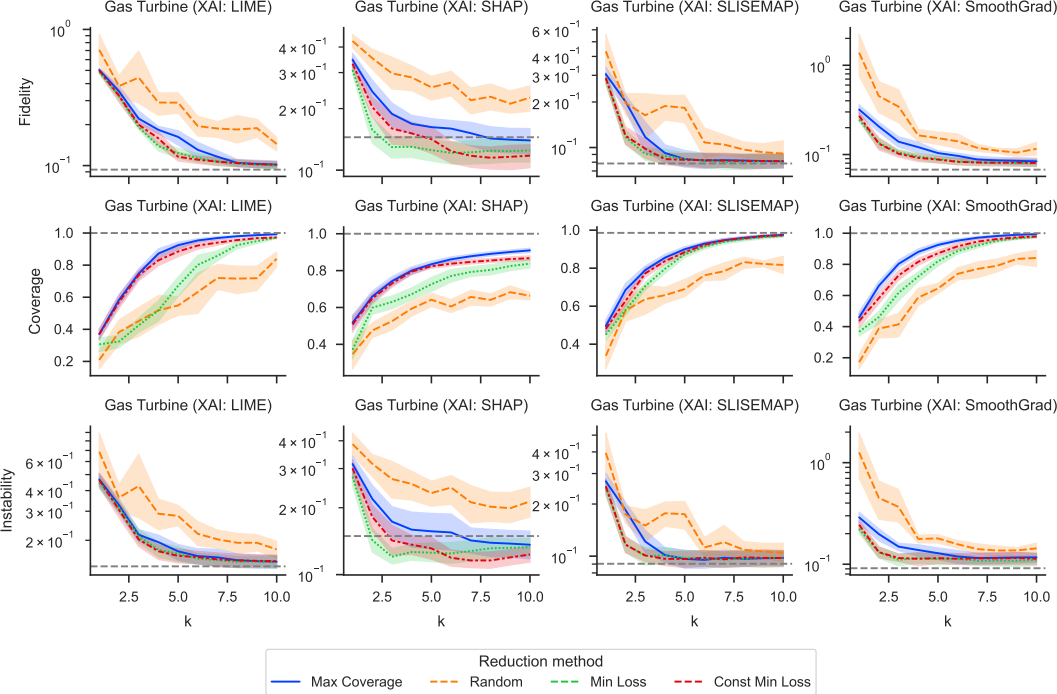 Gas Turbine (XAI: LIME) Gas Turbine (XAI: SHAP) Gas Turbine (XAI: SLISEMAP) Gas Turbine (XAI: SmoothGrad)
Fidelity
10⁰
10⁻¹
4 × 10⁻¹
3 × 10⁻¹
2 × 10⁻¹
10⁻¹
6 × 10⁻¹
4 × 10⁻¹
3 × 10⁻¹
2 × 10⁻¹
10⁻¹
10⁰
10⁻¹
Gas Turbine (XAI: LIME) Gas Turbine (XAI: SHAP) Gas Turbine (XAI: SLISEMAP) Gas Turbine (XAI: SmoothGrad)
Coverage
1.0
0.8
0.6
0.4
0.2
1.0
0.8
0.6
0.4
1.0
0.8
0.6
0.4
1.0
0.8
0.6
0.4
0.2
Gas Turbine (XAI: LIME) Gas Turbine (XAI: SHAP) Gas Turbine (XAI: SLISEMAP) Gas Turbine (XAI: SmoothGrad)
Instability
6 × 10⁻¹
4 × 10⁻¹
3 × 10⁻¹
2 × 10⁻¹
4 × 10⁻¹
3 × 10⁻¹
2 × 10⁻¹
10⁻¹
4 × 10⁻¹
3 × 10⁻¹
2 × 10⁻¹
10⁻¹
10⁰
10⁻¹
2.5 5.0 7.5 10.0 2.5 5.0 7.5 10.0 2.5 5.0 7.5 10.0 2.5 5.0 7.5 10.0
k k k k
Reduction method
Max Coverage Random Min Loss Const Min Loss